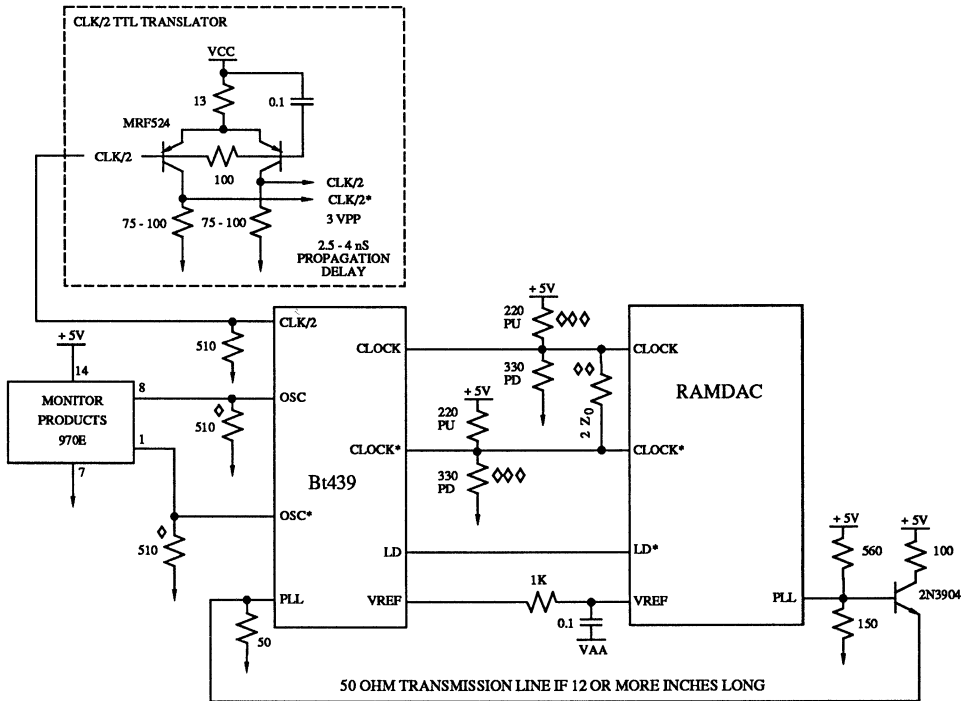 CLK/2 TTL TRANSLATOR
VCC
13
0.1
MRF524
CLK/2
100
CLK/2
CLK/2*
3 VPP
75 - 100
75 - 100
2.5 - 4 nS
PROPAGATION
DELAY
+ 5V
14
MONITOR
PRODUCTS
970E
8
1
7
510
◊
510
◊
510
CLK/2
OSC
OSC*
PLL
50
Bt439
CLOCK
CLOCK*
LD
VREF
+ 5V
220
PU
◊◊◊
330
PD
◊◊
2 Z0
+ 5V
220
PU
330
PD
◊◊◊
1K
0.1
VAA
RAMDAC
CLOCK
CLOCK*
LD*
VREF
PLL
+ 5V
560
150
+ 5V
100
2N3904
50 OHM TRANSMISSION LINE IF 12 OR MORE INCHES LONG